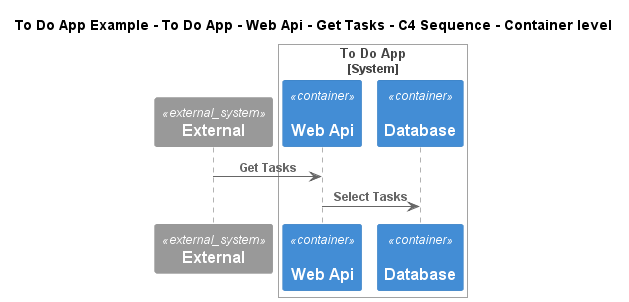 To Do App Example - To Do App - Web Api - Get Tasks - C4 Sequence - Container level
To Do App
[System]
«container»
Web Api
«container»
Database
«external_system»
External
Get Tasks
Select Tasks
«external_system»
External
«container»
Web Api
«container»
Database